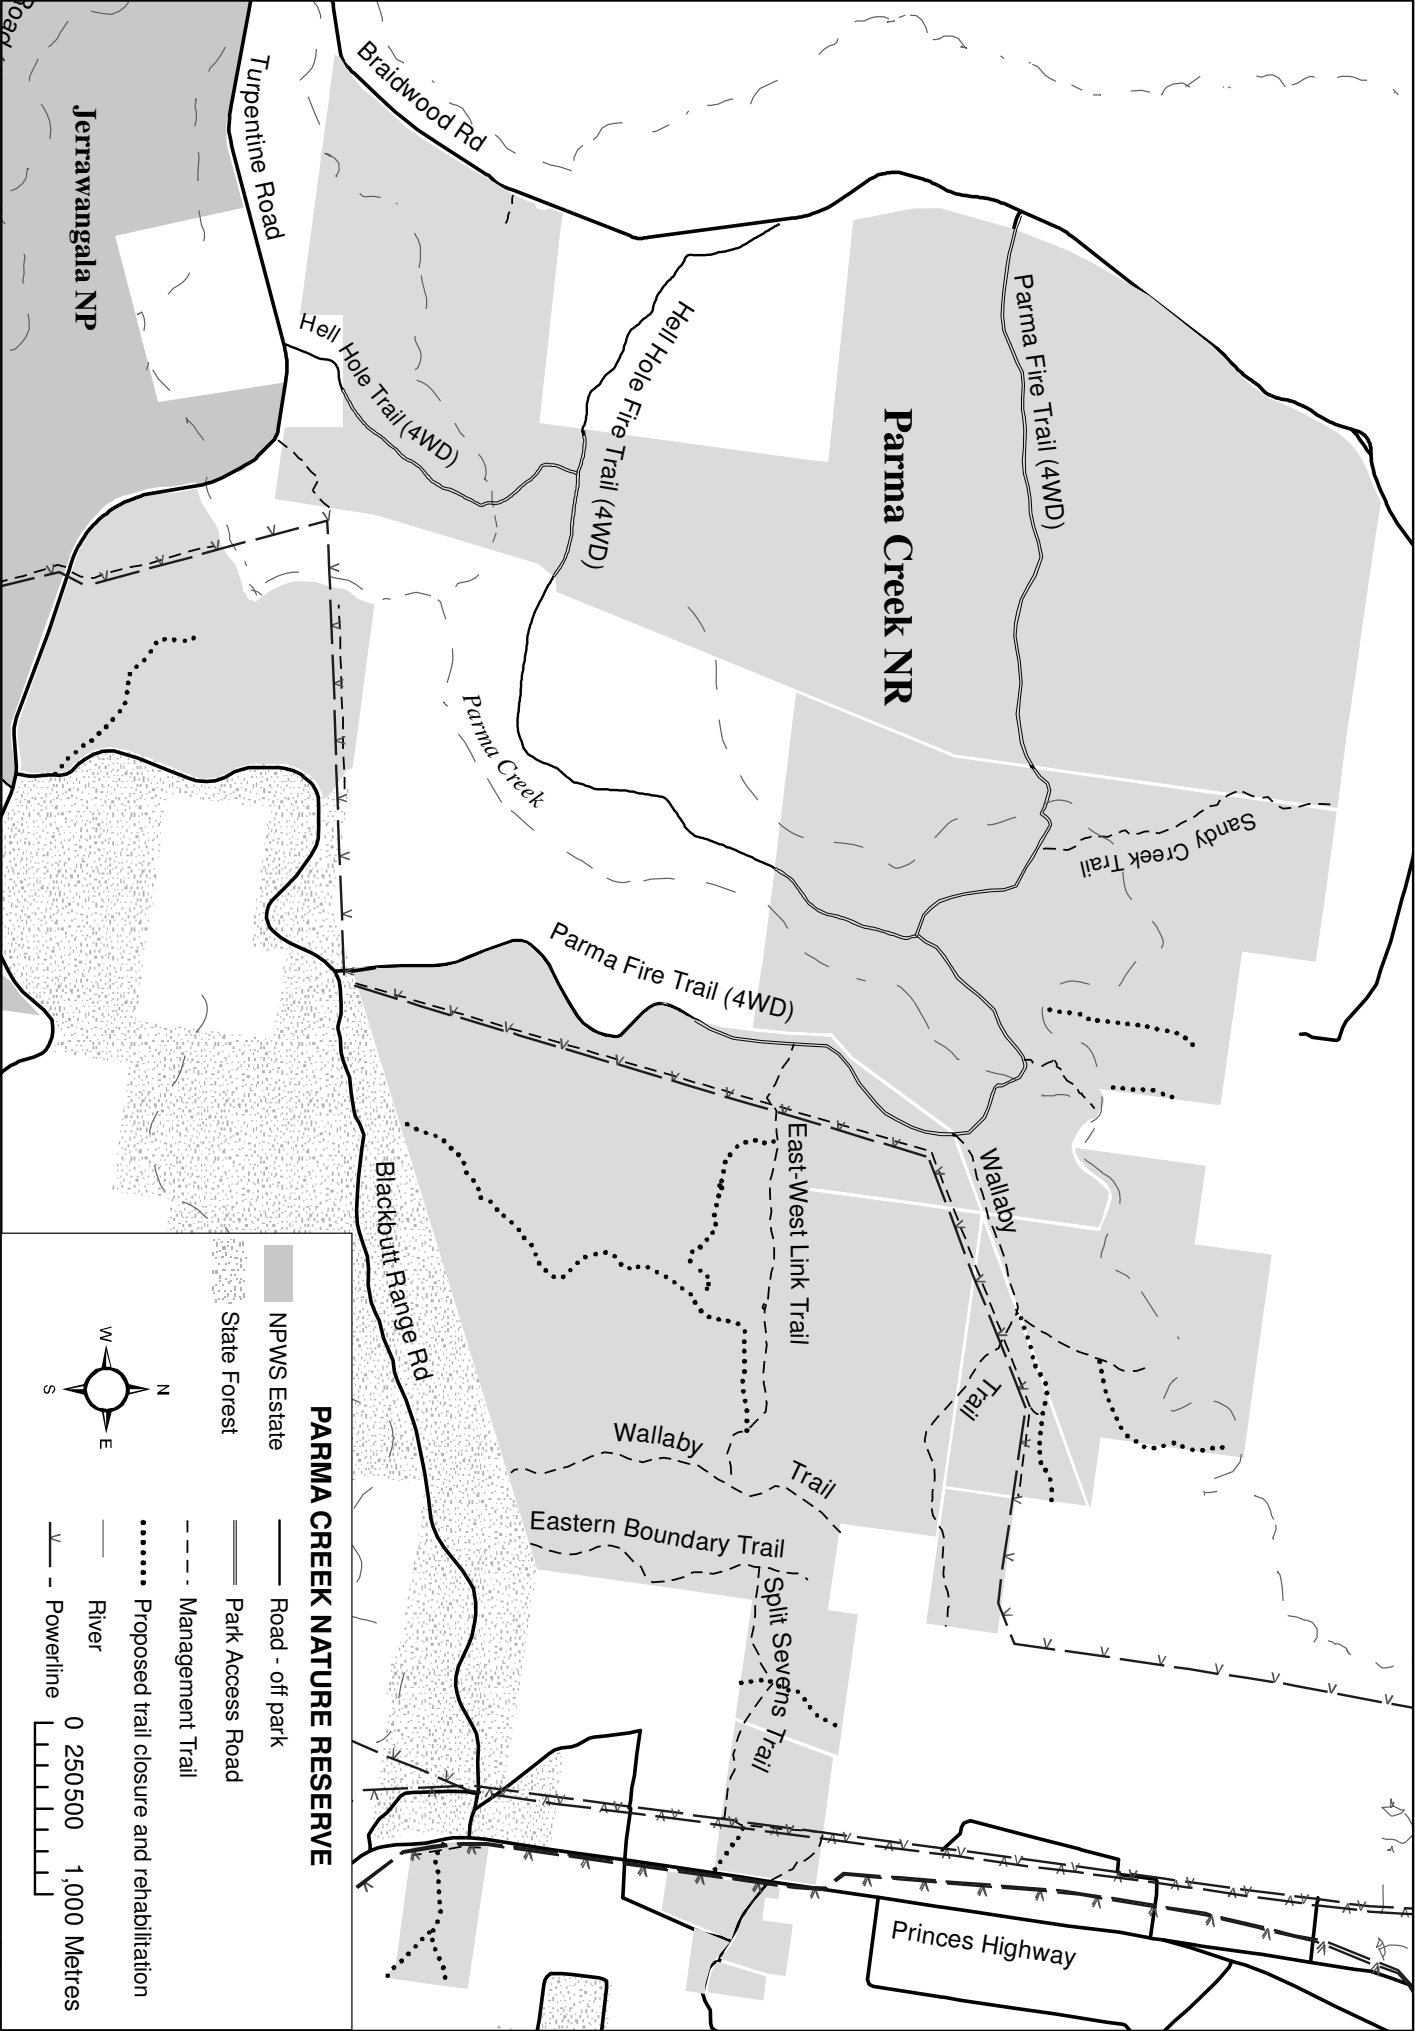 Road
Jerrawangala NP
Turpentine Road
Braidwood Rd
Hell Hole Trail (4WD)
Hell Hole Fire Trail (4WD)
Parma Fire Trail (4WD)
Parma Creek NR
Parma Creek
Sandy Creek Trail
Parma Fire Trail (4WD)
Wallaby
Trail
East-West Link Trail
Blackbutt Range Rd
Wallaby
Trail
Eastern Boundary Trail
Split Sevens Trail
Princes Highway
PARMA CREEK NATURE RESERVE
NPWS Estate
State Forest
Road - off park
Park Access Road
Management Trail
Proposed trail closure and rehabilitation
River
Powerline
N
W
E
S
0 250500 1,000 Metres